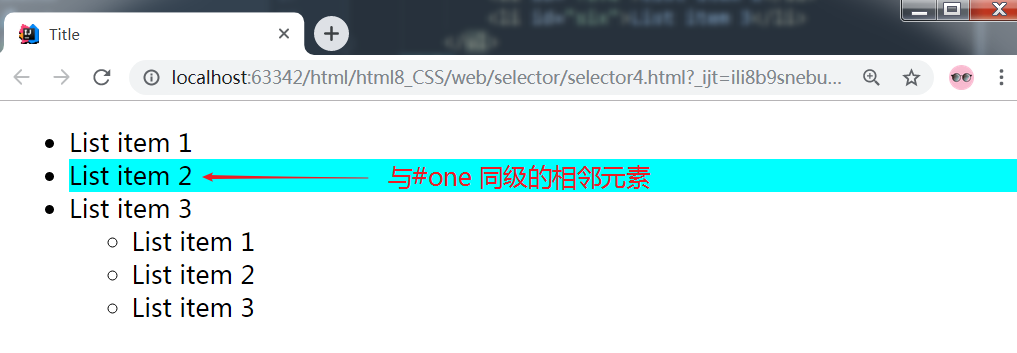 <li id="six">List item 3</li>
Title
localhost:63342/html/html8_CSS/web/selector/selector4.html?_ijt=ili8b9snebu...
List item 1
List item 2 与#one 同级的相邻元素
List item 3
List item 1
List item 2
List item 3